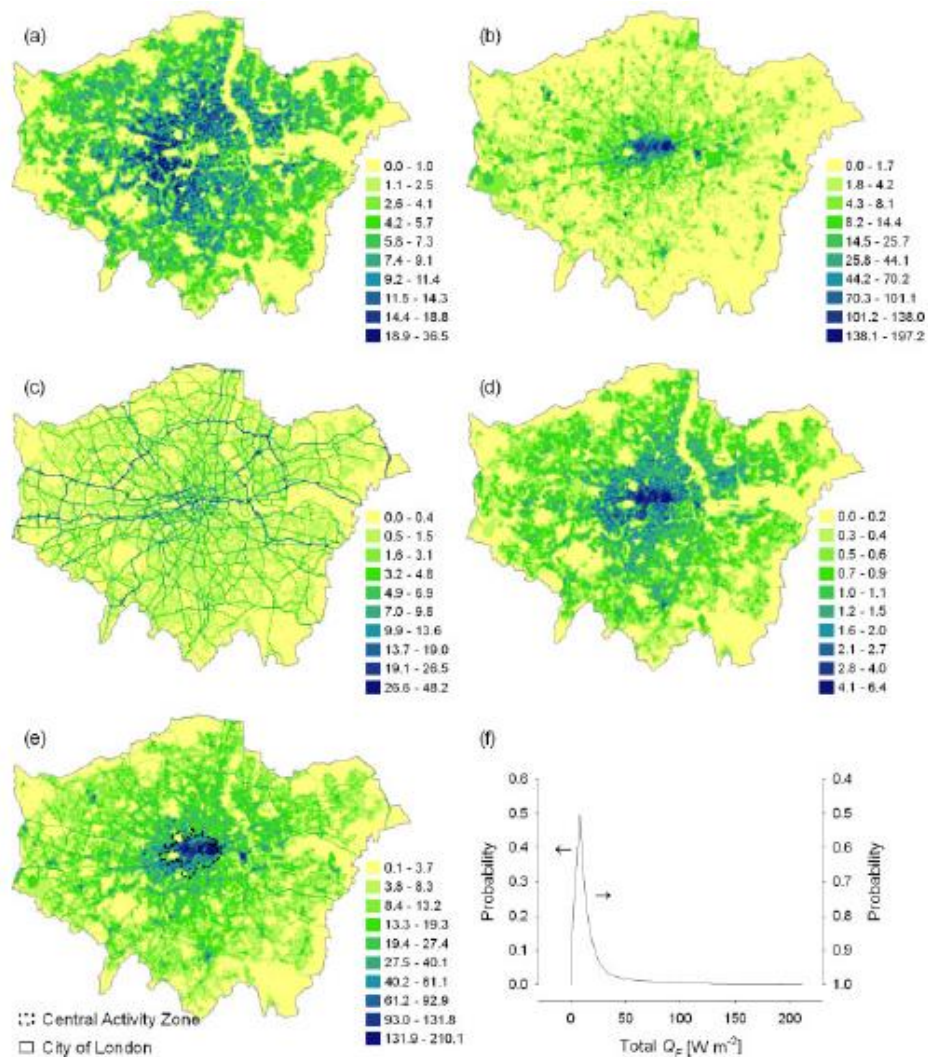 (a)
0.0 - 1.0
1.1 - 2.5
2.6 - 4.1
4.2 - 5.7
5.8 - 7.3
7.4 - 9.1
9.2 - 11.4
11.5 - 14.3
14.4 - 18.8
18.9 - 36.5
(b)
0.0 - 1.7
1.8 - 4.2
4.3 - 8.1
8.2 - 14.4
14.5 - 25.7
25.8 - 44.1
44.2 - 70.2
70.3 - 101.1
101.2 - 138.0
138.1 - 197.2
(c)
0.0 - 0.4
0.5 - 1.5
1.6 - 3.1
3.2 - 4.8
4.9 - 6.9
7.0 - 9.8
9.9 - 13.6
13.7 - 19.0
19.1 - 26.5
26.6 - 48.2
(d)
0.0 - 0.2
0.3 - 0.4
0.5 - 0.6
0.7 - 0.9
1.0 - 1.1
1.2 - 1.5
1.6 - 2.0
2.1 - 2.7
2.8 - 4.0
4.1 - 6.4
(e)
0.1 - 3.7
3.8 - 8.3
8.4 - 13.2
13.3 - 19.3
19.4 - 27.4
27.5 - 40.1
40.2 - 61.1
61.2 - 92.9
93.0 - 131.8
131.9 - 210.1
Central Activity Zone
City of London
(f)
Probability
0.6
0.5
0.4
0.3
0.2
0.1
0.0
0.4
0.5
0.6
0.7
0.8
0.9
1.0
Probability
0 50 100 150 200
Total Q_F [W m⁻²]